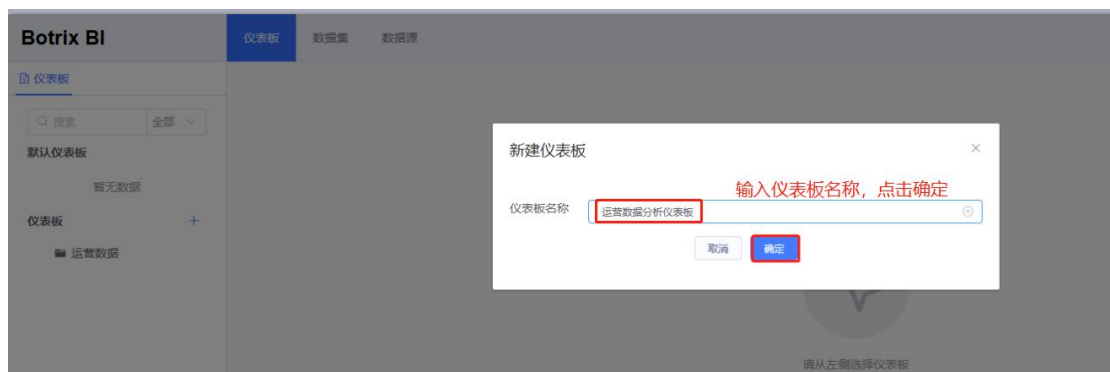 Botrix BI
仪表板 数据集 数据源
仪表板
搜索 全部
默认仪表板
暂无数据
仪表板 +
运营数据
新建仪表板
输入仪表板名称，点击确定
仪表板名称 运营数据分析仪表板
取消 确定
请从左侧选择仪表板